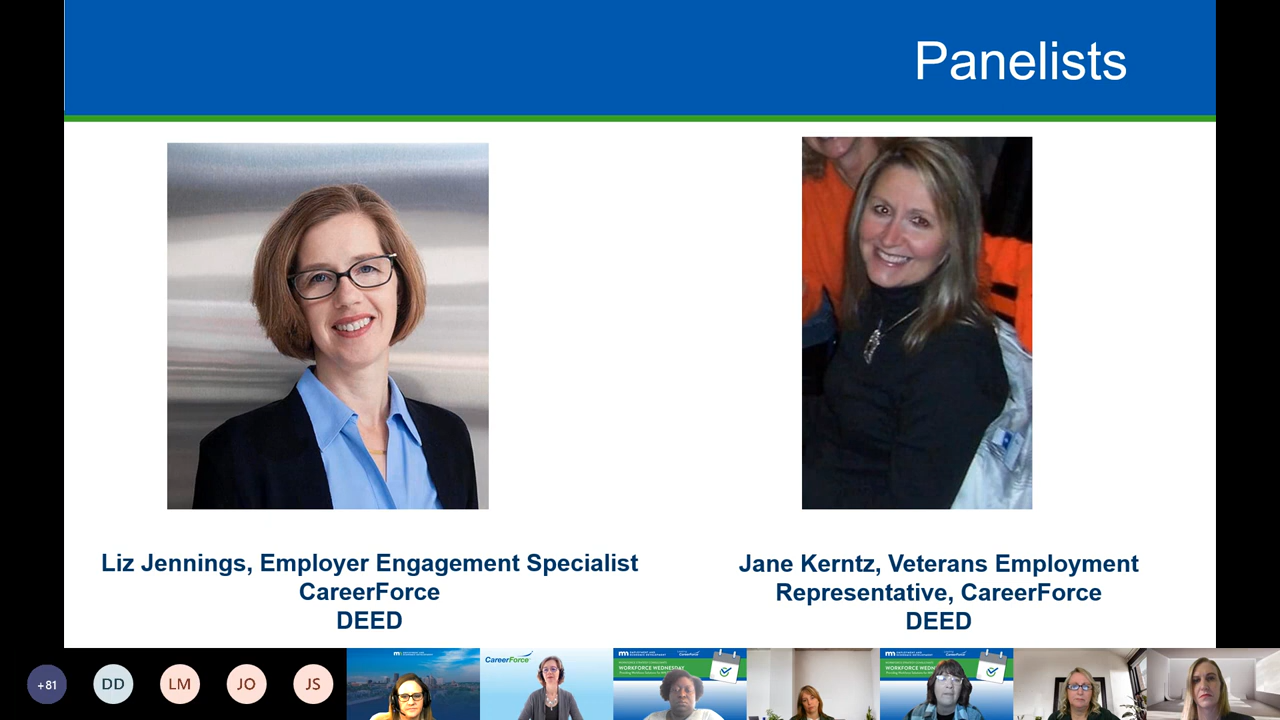 Panelists
Liz Jennings, Employer Engagement Specialist
CareerForce
DEED
Jane Kerntz, Veterans Employment
Representative, CareerForce
DEED
+81
DD
LM
JO
JS
CareerForce
WORKFORCE WEDNESDAY
WORKFORCE WEDN